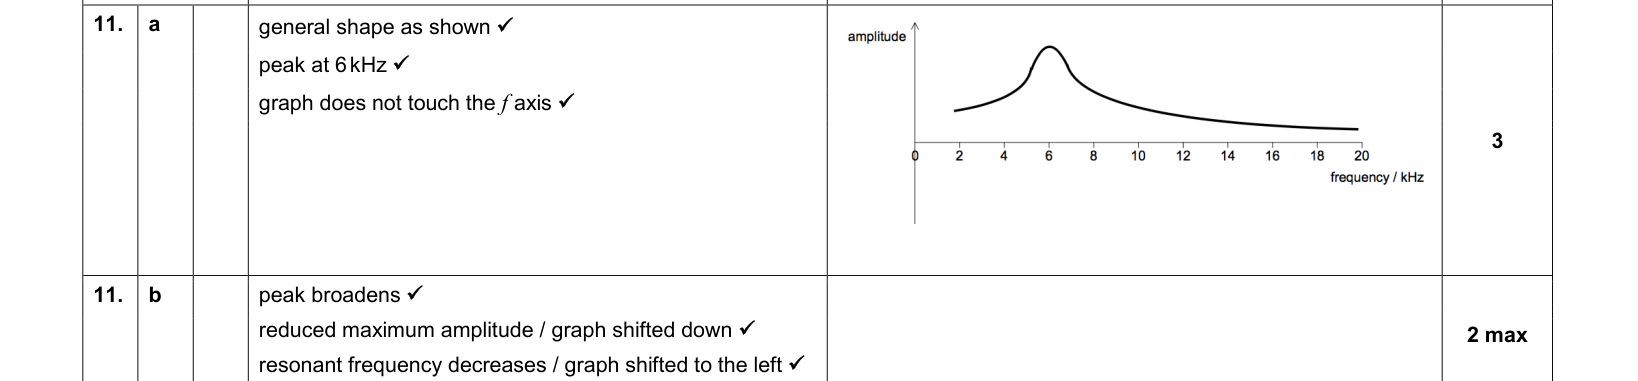 11. a general shape as shown ✓
peak at 6 kHz ✓
graph does not touch the f axis ✓
amplitude
0 2 4 6 8 10 12 14 16 18 20
frequency / kHz
3
11. b peak broadens ✓
reduced maximum amplitude / graph shifted down ✓
resonant frequency decreases / graph shifted to the left ✓
2 max